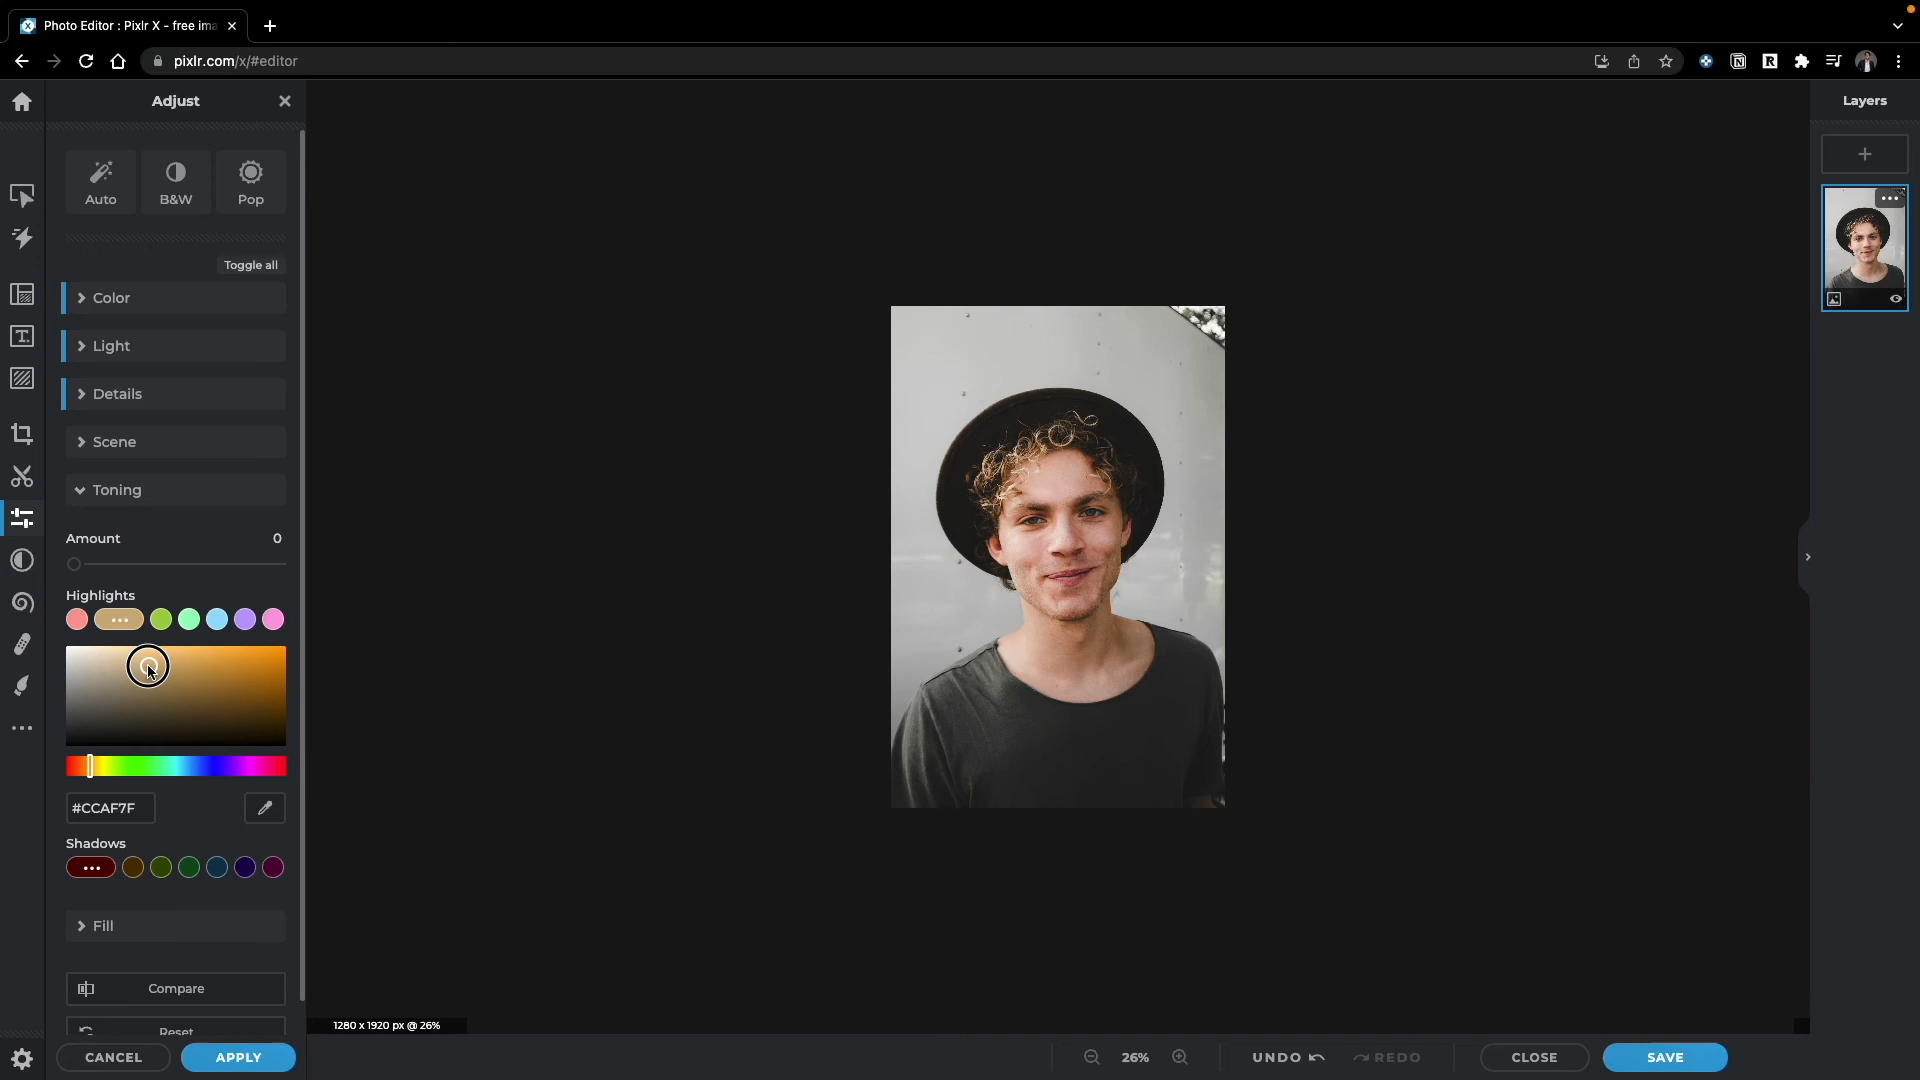 Photo Editor : Pixlr X - free ima
pixlr.com/x/#editor
Adjust
Layers
Auto
B&W
Pop
Toggle all
Color
Light
Details
Scene
Toning
Amount 0
Highlights
#CCAF7F
Shadows
Fill
Compare
Reset
CANCEL
APPLY
1280 x 1920 px @ 26%
26%
UNDO
REDO
CLOSE
SAVE